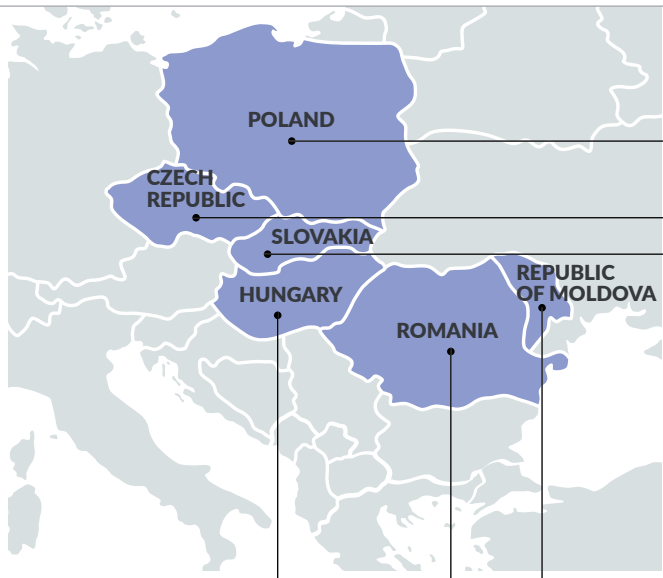 POLAND
CZECH
REPUBLIC
SLOVAKIA
HUNGARY
REPUBLIC
OF MOLDOVA
ROMANIA